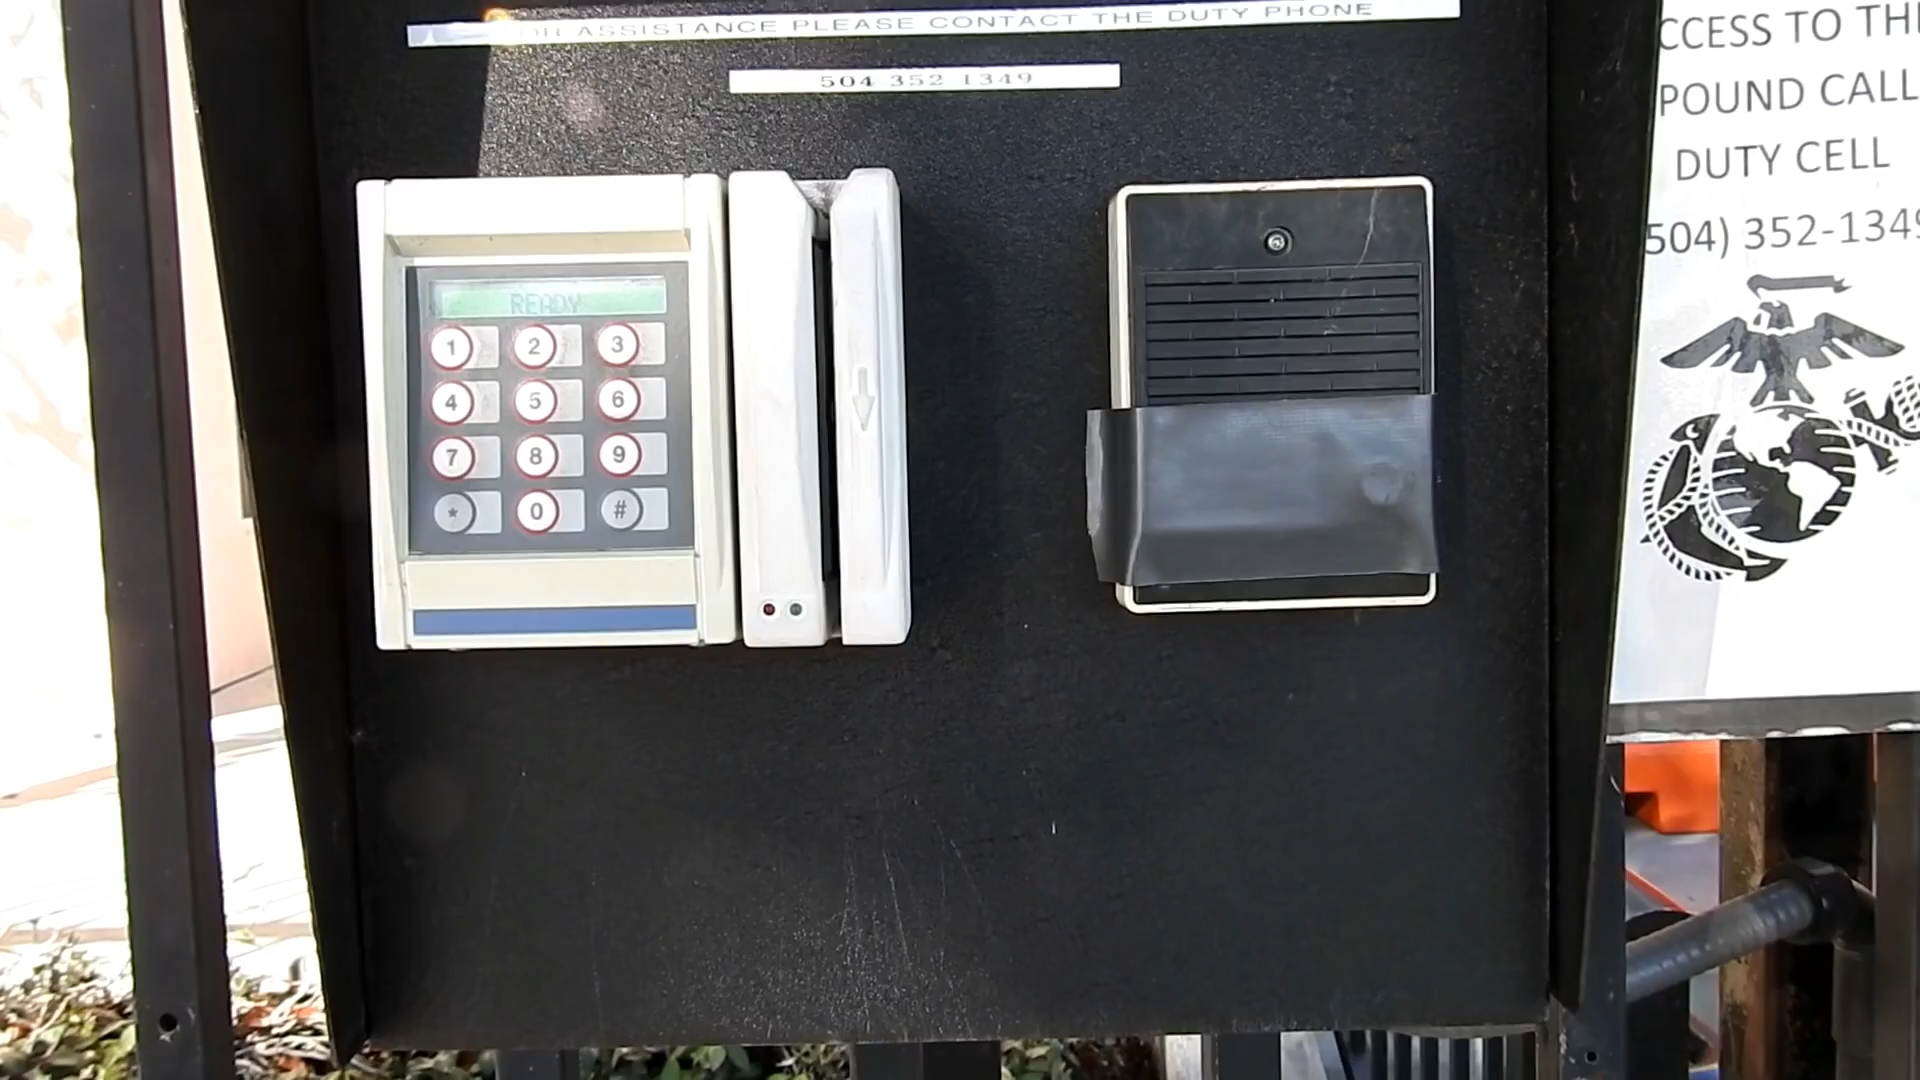 ASSISTANCE PLEASE CONTACT THE DUTY PHONE
504 352 1349
READY
1 2 3
4 5 6
7 8 9
* 0 #
CCESS TO TH
POUND CALL
DUTY CELL
504) 352-1349